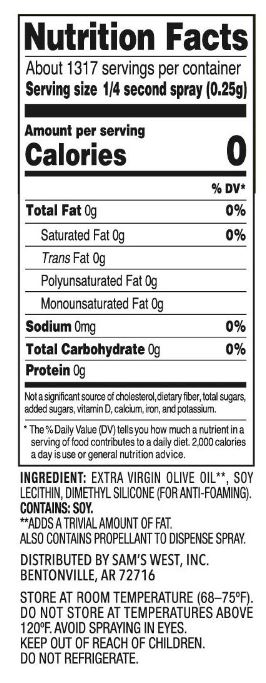 Nutrition Facts
About 1317 servings per container
Serving size 1/4 second spray (0.25g)
Amount per serving
Calories 0
% DV*
Total Fat 0g 0%
Saturated Fat 0g 0%
Trans Fat 0g
Polyunsaturated Fat 0g
Monounsaturated Fat 0g
Sodium 0mg 0%
Total Carbohydrate 0g 0%
Protein 0g
Not a significant source of cholesterol, dietary fiber, total sugars,
added sugars, vitamin D, calcium, iron, and potassium.
* The % Daily Value (DV) tells you how much a nutrient in a
serving of food contributes to a daily diet. 2,000 calories
a day is use or general nutrition advice.
INGREDIENT: EXTRA VIRGIN OLIVE OIL**, SOY
LECITHIN, DIMETHYL SILICONE (FOR ANTI-FOAMING).
CONTAINS: SOY.
**ADDS A TRIVIAL AMOUNT OF FAT.
ALSO CONTAINS PROPELLANT TO DISPENSE SPRAY.
DISTRIBUTED BY SAM'S WEST, INC.
BENTONVILLE, AR 72716
STORE AT ROOM TEMPERATURE (68–75ºF).
DO NOT STORE AT TEMPERATURES ABOVE
120ºF. AVOID SPRAYING IN EYES.
KEEP OUT OF REACH OF CHILDREN.
DO NOT REFRIGERATE.